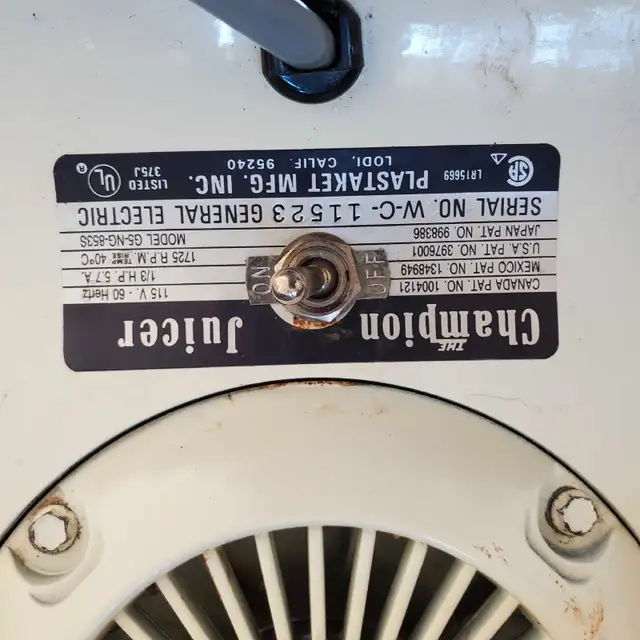 THE
Champion Juicer
CANADA PAT. NO. 1004121
MEXICO PAT. NO. 1348949
U.S.A. PAT. NO. 3976001
JAPAN PAT. NO. 998386
ON
OFF
115 V. - 60 Hertz
1/3 H.P. 5.7 A.
1725 R.P.M. TEMP. RISE 40°C
MODEL G5-NG-853S
SERIAL NO. W-C- 11523 GENERAL ELECTRIC
PLASTAKET MFG. INC.
LODI, CALIF. 95240
SA
LR15669
UL ®
LISTED
375J